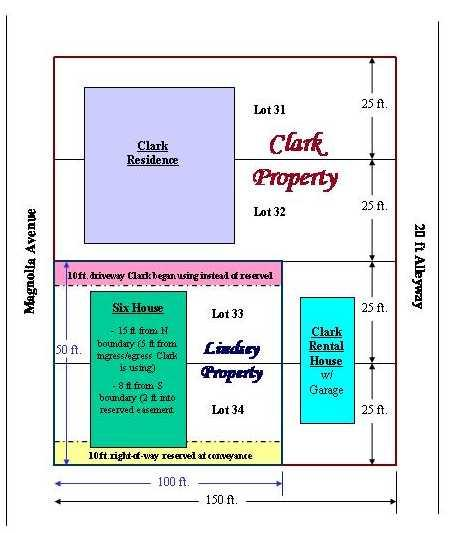 Lot 31
25 ft.
Clark
Residence
Clark
Property
Lot 32
25 ft.
Magnolia Avenue
20 ft Alleyway
10 ft. driveway Clark began using instead of reserved
Six House
- 15 ft from N
boundary (5 ft from
ingress/egress Clark
is using)
- 8 ft from S
boundary (2 ft into
reserved easement
50 ft.
Lot 33
Lindsey
Property
Lot 34
25 ft.
Clark
Rental
House
w/
Garage
25 ft.
10 ft. right-of-way reserved at conveyance
100 ft.
150 ft.